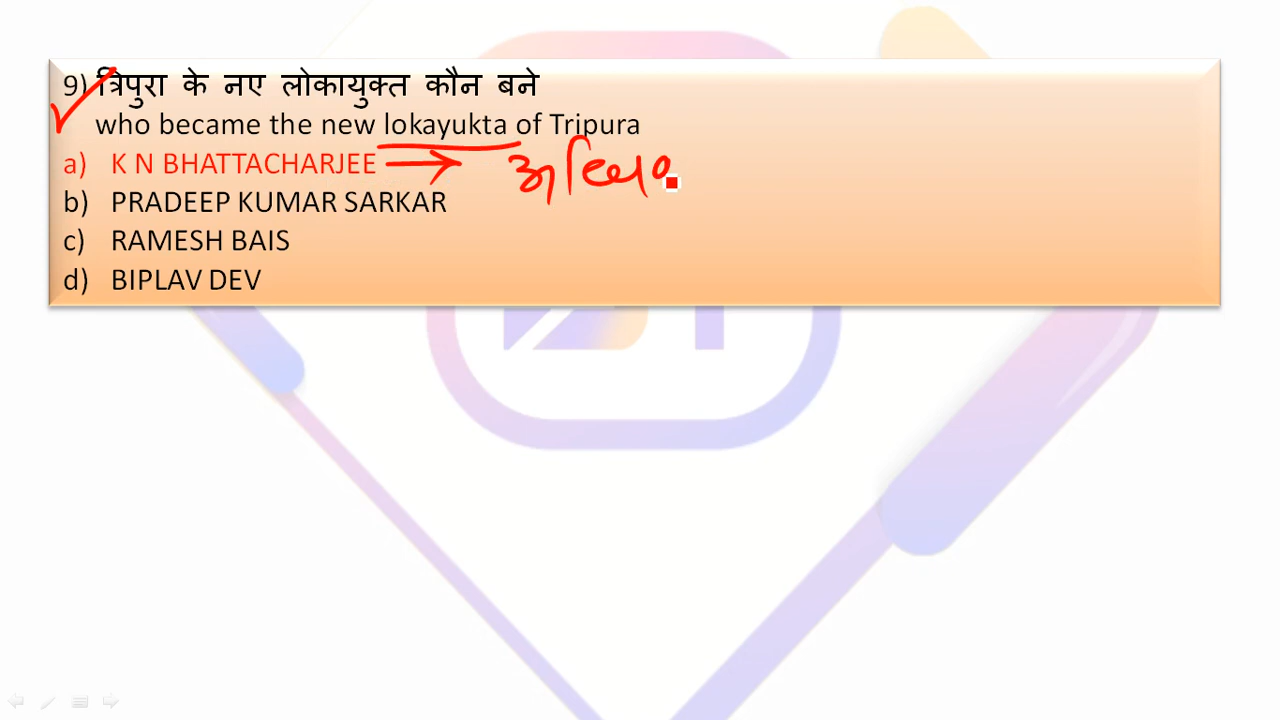 9) त्रिपुरा के नए लोकायुक्त कौन बने
who became the new lokayukta of Tripura
a) K N BHATTACHARJEE
b) PRADEEP KUMAR SARKAR
c) RAMESH BAIS
d) BIPLAV DEV